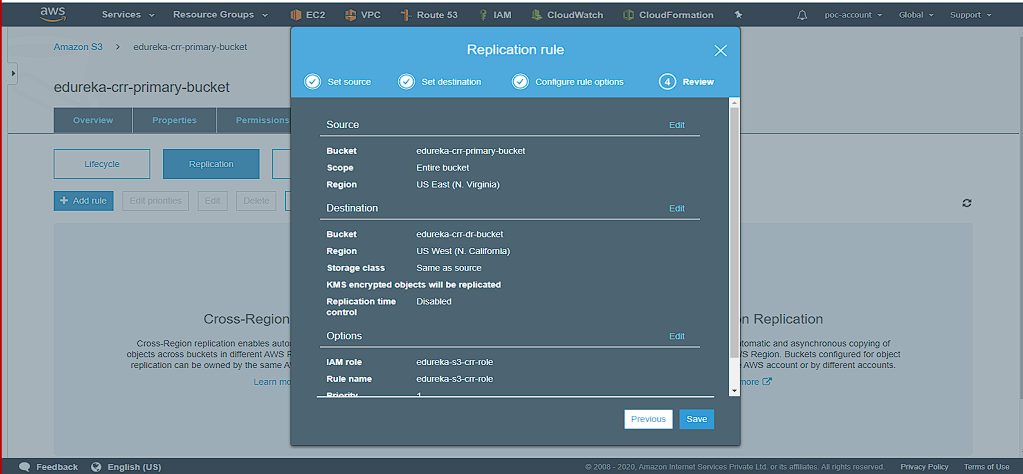 aws Services Resource Groups EC2 VPC Route 53 IAM CloudWatch CloudFormation poc-account Global Support
Amazon S3 > edureka-crr-primary-bucket
edureka-crr-primary-bucket
Overview Properties Permissions
Lifecycle Replication
+ Add rule Edit priorities Edit Delete
Replication rule
Set source Set destination Configure rule options 4 Review
Source Edit
Bucket edureka-crr-primary-bucket
Scope Entire bucket
Region US East (N. Virginia)
Destination Edit
Bucket edureka-crr-dr-bucket
Region US West (N. California)
Storage class Same as source
KMS encrypted objects will be replicated
Replication time Disabled
control
Options Edit
IAM role edureka-s3-crr-role
Rule name edureka-s3-crr-role
Priority 1
Previous Save
Cross-Region
Cross-Region replication enables auto
objects across buckets in different AWS R
replication can be owned by the same A
Learn mo
n Replication
tomatic and asynchronous copying of
S Region. Buckets configured for object
AWS account or by different accounts.
more
Feedback English (US) © 2008 - 2020, Amazon Internet Services Private Ltd. or its affiliates. All rights reserved. Privacy Policy Terms of Use